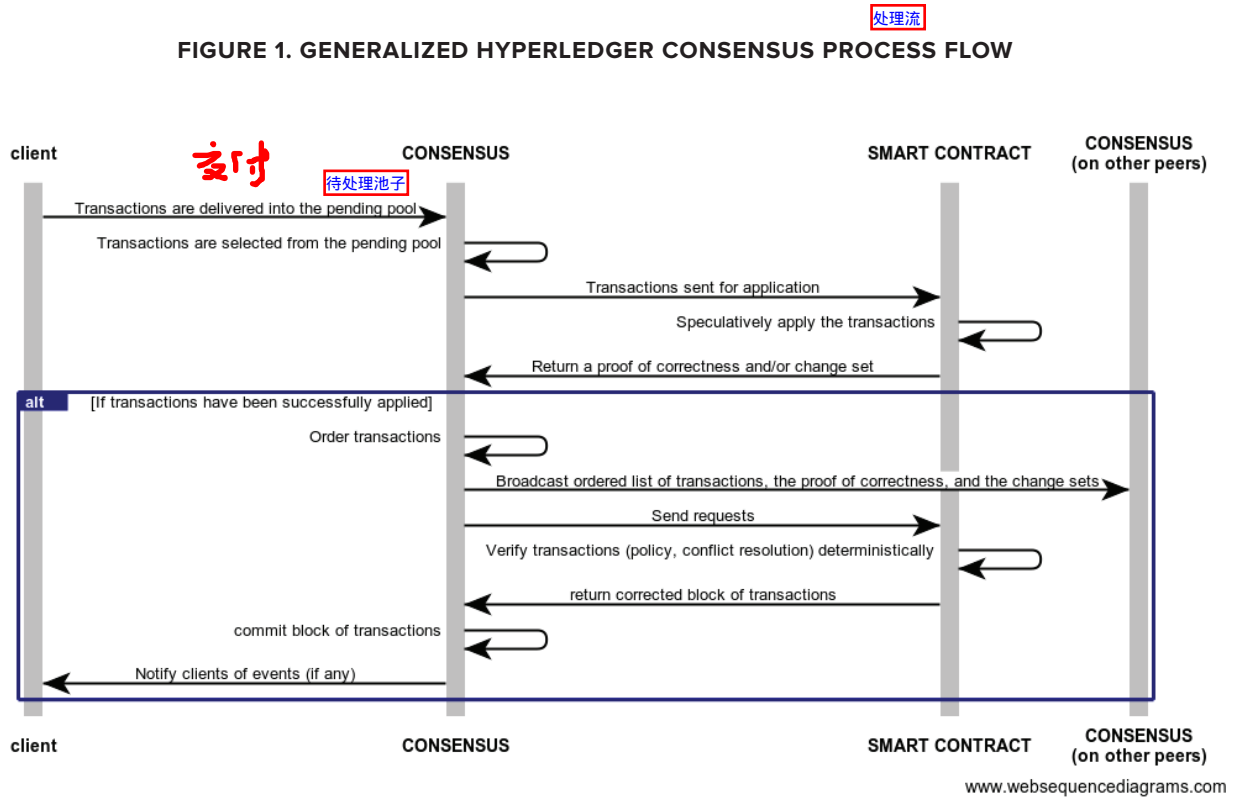 处理流
FIGURE 1. GENERALIZED HYPERLEDGER CONSENSUS PROCESS FLOW
client
支付
CONSENSUS
SMART CONTRACT
CONSENSUS
(on other peers)
待处理池子
Transactions are delivered into the pending pool
Transactions are selected from the pending pool
Transactions sent for application
Speculatively apply the transactions
Return a proof of correctness and/or change set
alt [If transactions have been successfully applied]
Order transactions
Broadcast ordered list of transactions, the proof of correctness, and the change sets
Send requests
Verify transactions (policy, conflict resolution) deterministically
return corrected block of transactions
commit block of transactions
Notify clients of events (if any)
client
CONSENSUS
SMART CONTRACT
CONSENSUS
(on other peers)
www.websequencediagrams.com